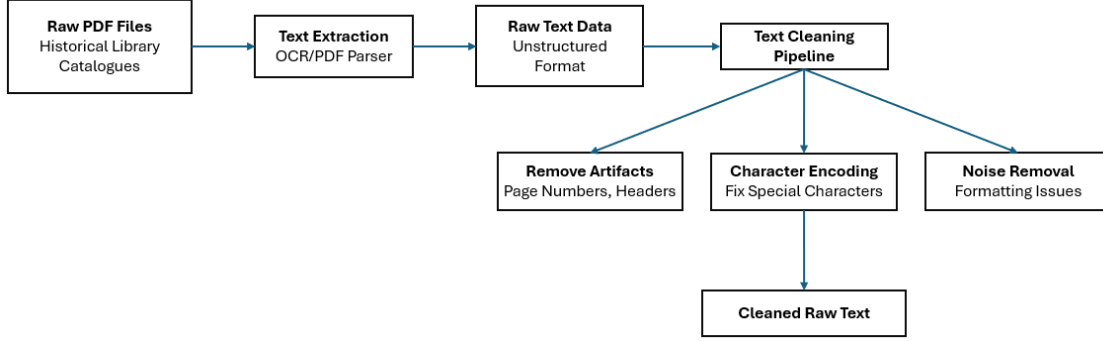 Raw PDF Files
Historical Library
Catalogues
Text Extraction
OCR/PDF Parser
Raw Text Data
Unstructured
Format
Text Cleaning
Pipeline
Remove Artifacts
Page Numbers, Headers
Character Encoding
Fix Special Characters
Noise Removal
Formatting Issues
Cleaned Raw Text